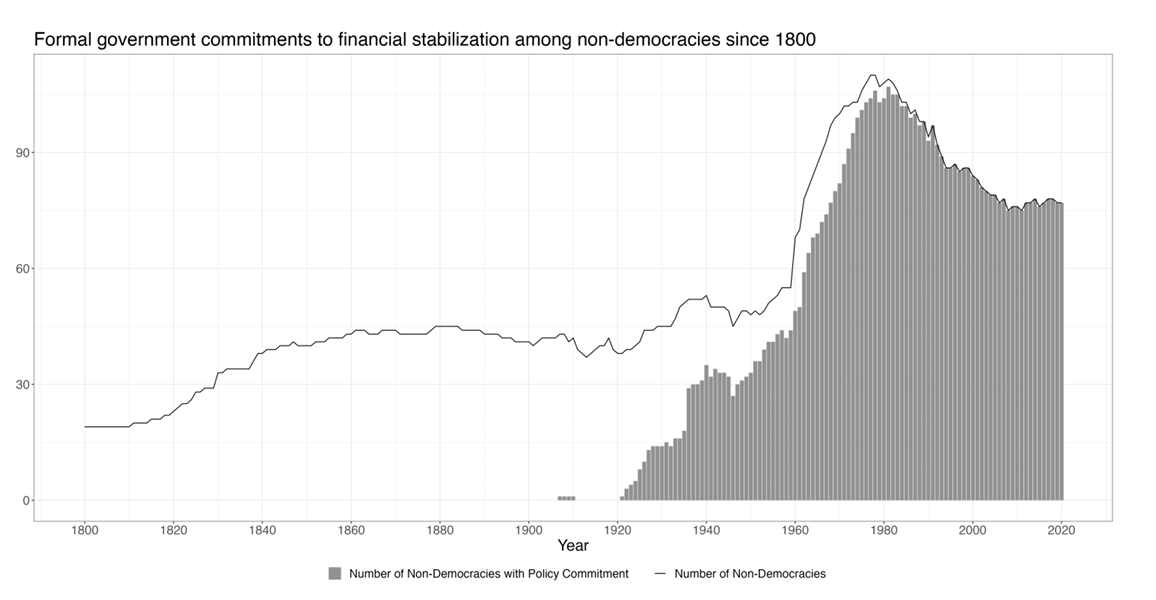 Formal government commitments to financial stabilization among non-democracies since 1800
90
60
30
0
1800 1820 1840 1860 1880 1900 1920 1940 1960 1980 2000 2020
Year
Number of Non-Democracies with Policy Commitment Number of Non-Democracies